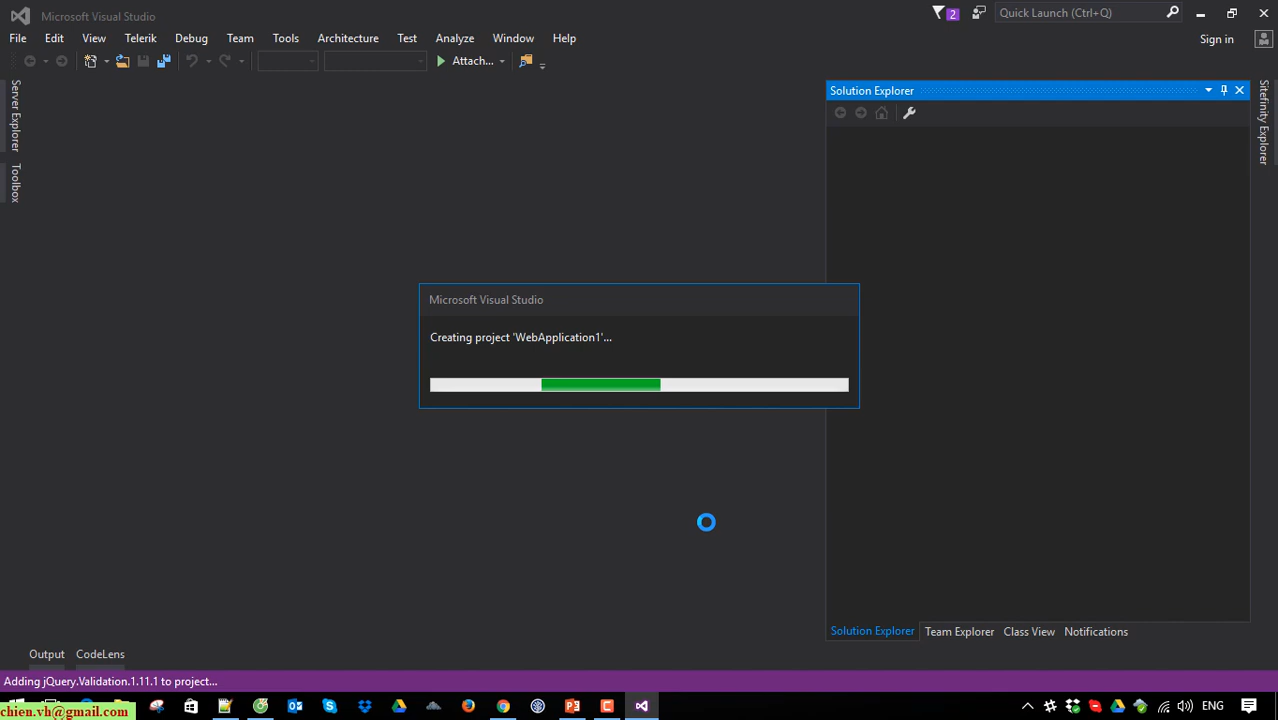 Microsoft Visual Studio
2
Quick Launch (Ctrl+Q)
File Edit View Telerik Debug Team Tools Architecture Test Analyze Window Help
Sign in
Attach...
Server Explorer
Toolbox
Solution Explorer
Sitefinity Explorer
Microsoft Visual Studio
Creating project 'WebApplication1'...
Solution Explorer Team Explorer Class View Notifications
Output CodeLens
Adding jQuery.Validation.1.11.1 to project...
chien.vh@gmail.com
ENG